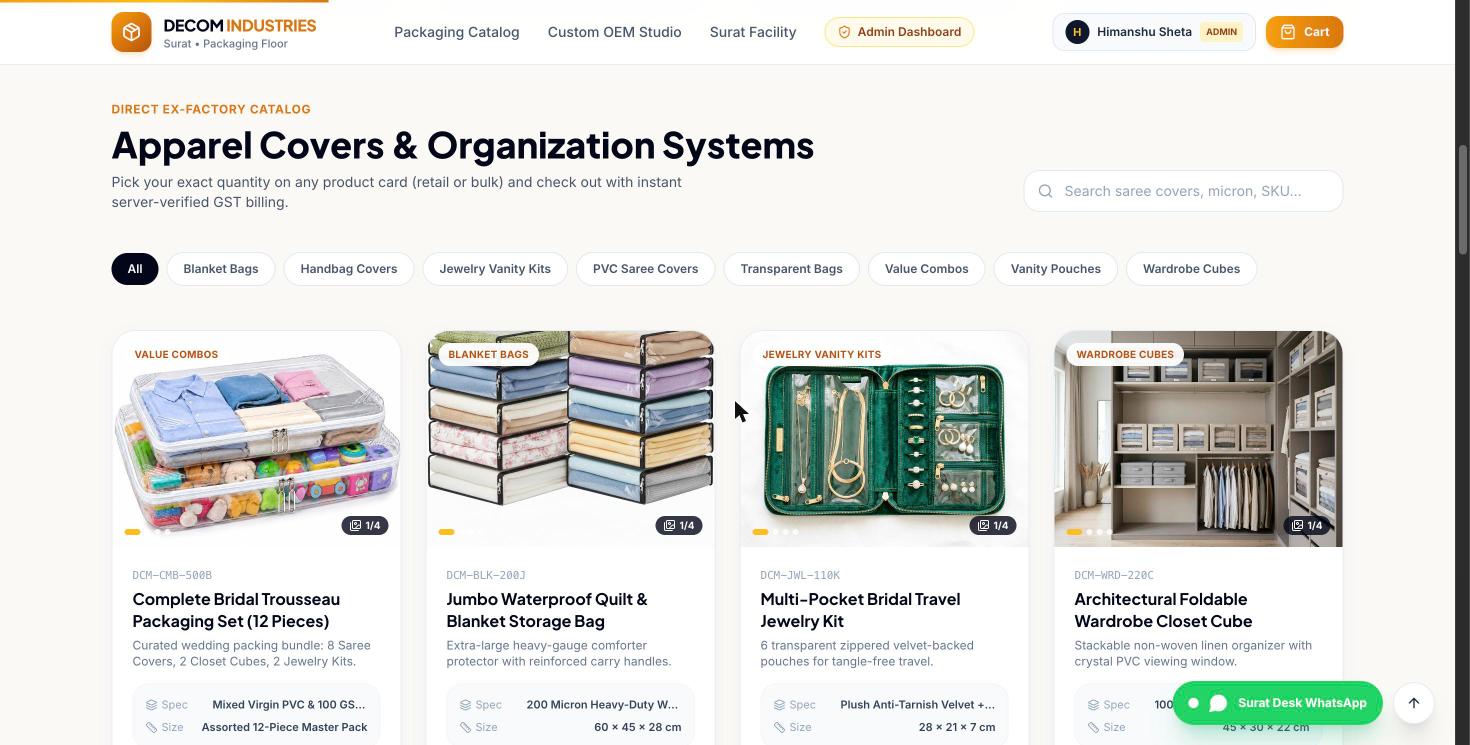 DECOM INDUSTRIES
Surat • Packaging Floor
Packaging Catalog
Custom OEM Studio
Surat Facility
Admin Dashboard
H
Himanshu Sheta
ADMIN
Cart
DIRECT EX-FACTORY CATALOG
Apparel Covers & Organization Systems
Pick your exact quantity on any product card (retail or bulk) and check out with instant
server-verified GST billing.
Search saree covers, micron, SKU...
All
Blanket Bags
Handbag Covers
Jewelry Vanity Kits
PVC Saree Covers
Transparent Bags
Value Combos
Vanity Pouches
Wardrobe Cubes
VALUE COMBOS
1/4
DCM-CMB-500B
Complete Bridal Trousseau
Packaging Set (12 Pieces)
Curated wedding packing bundle: 8 Saree
Covers, 2 Closet Cubes, 2 Jewelry Kits.
Spec Mixed Virgin PVC & 100 GS...
Size Assorted 12-Piece Master Pack
BLANKET BAGS
1/4
DCM-BLK-200J
Jumbo Waterproof Quilt &
Blanket Storage Bag
Extra-large heavy-gauge comforter
protector with reinforced carry handles.
Spec 200 Micron Heavy-Duty W...
Size 60 × 45 × 28 cm
JEWELRY VANITY KITS
1/4
DCM-JWL-110K
Multi-Pocket Bridal Travel
Jewelry Kit
6 transparent zippered velvet-backed
pouches for tangle-free travel.
Spec Plush Anti-Tarnish Velvet +...
Size 28 × 21 × 7 cm
WARDROBE CUBES
1/4
DCM-WRD-220C
Architectural Foldable
Wardrobe Closet Cube
Stackable non-woven linen organizer with
crystal PVC viewing window.
Spec 100
Size 45 × 30 × 22 cm
Surat Desk WhatsApp